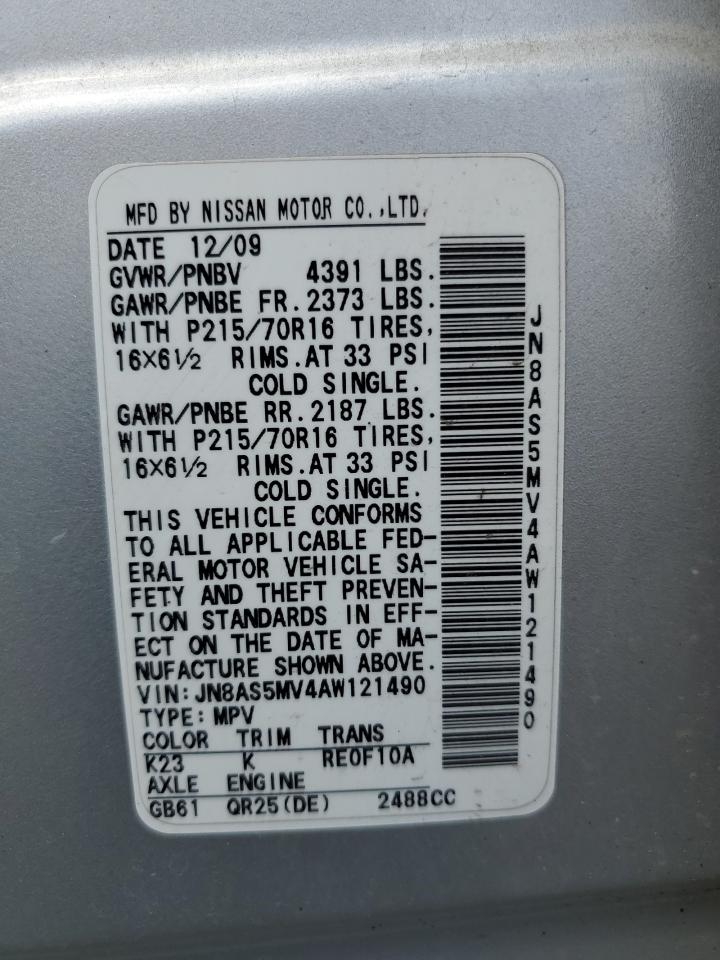 MFD BY NISSAN MOTOR CO.,LTD.
DATE 12/09
GVWR/PNBV 4391 LBS.
GAWR/PNBE FR.2373 LBS.
WITH P215/70R16 TIRES,
16X6½ RIMS.AT 33 PSI
COLD SINGLE.
GAWR/PNBE RR.2187 LBS.
WITH P215/70R16 TIRES,
16X6½ RIMS.AT 33 PSI
COLD SINGLE.
THIS VEHICLE CONFORMS
TO ALL APPLICABLE FED-
ERAL MOTOR VEHICLE SA-
FETY AND THEFT PREVEN-
TION STANDARDS IN EFF-
ECT ON THE DATE OF MA-
NUFACTURE SHOWN ABOVE.
VIN:JN8AS5MV4AW121490
TYPE:MPV
COLOR TRIM TRANS
K23 K RE0F10A
AXLE ENGINE
GB61 QR25(DE) 2488CC
JN8AS5MV4AW121490